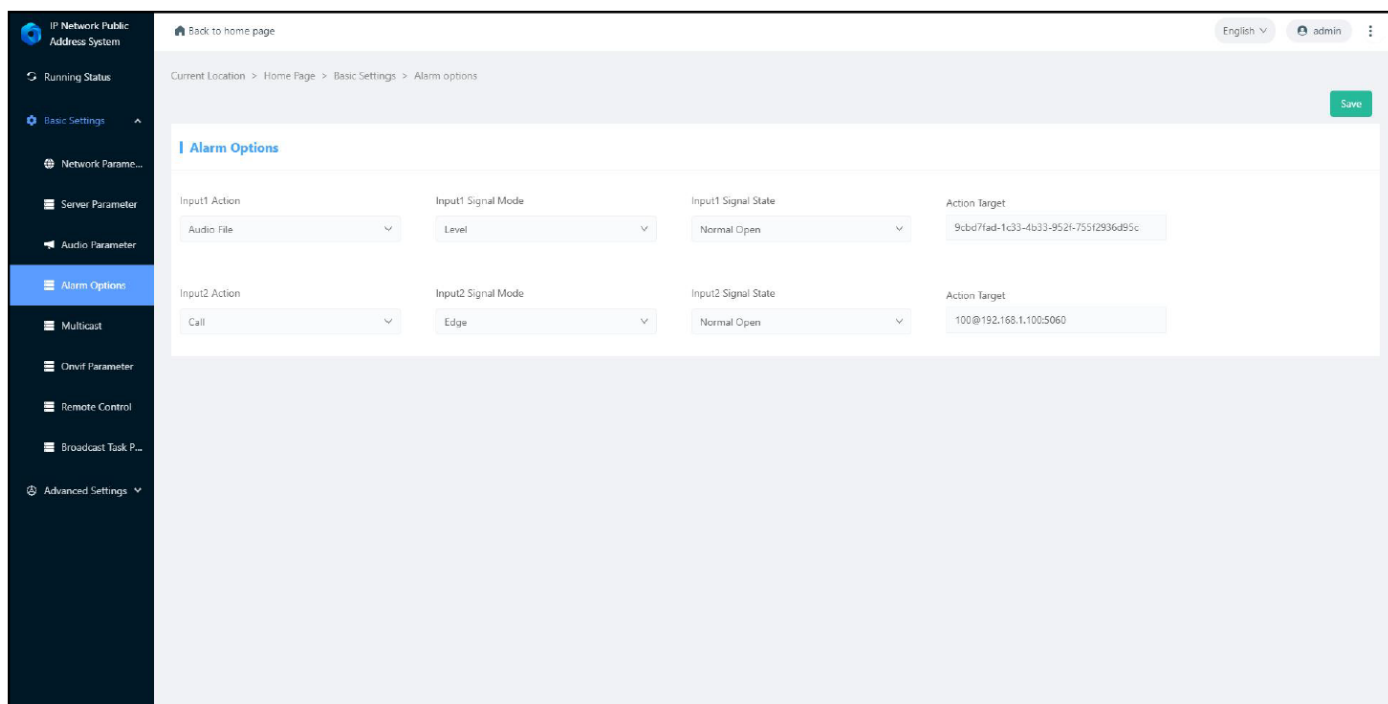 IP Network Public
Address System
Back to home page
English
admin
Running Status
Current Location > Home Page > Basic Settings > Alarm options
Save
Basic Settings
Alarm Options
Network Parame...
Server Parameter
Audio Parameter
Alarm Options
Multicast
Onvif Parameter
Remote Control
Broadcast Task P...
Advanced Settings
Input1 Action
Input1 Signal Mode
Input1 Signal State
Action Target
Audio File
Level
Normal Open
9cbd7fad-1c33-4b33-952f-755f2936d95c
Input2 Action
Input2 Signal Mode
Input2 Signal State
Action Target
Call
Edge
Normal Open
100@192.168.1.100:5060